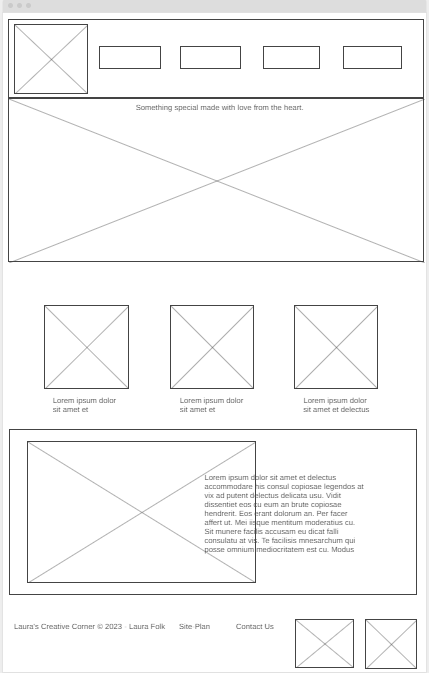 Something special made with love from the heart.
Lorem ipsum dolor
sit amet et
Lorem ipsum dolor
sit amet et
Lorem ipsum dolor
sit amet et delectus
Lorem ipsum dolor sit amet et delectus
accommodare his consul copiosae legendos at
vix ad putent delectus delicata usu. Vidit
dissentiet eos cu eum an brute copiosae
hendrerit. Eos erant dolorum an. Per facer
affert ut. Mei iisque mentitum moderatius cu.
Sit munere facilis accusam eu dicat falli
consulatu at vis. Te facilisis mnesarchum qui
posse omnium mediocritatem est cu. Modus
Laura's Creative Corner © 2023 Laura Folk Site Plan Contact Us